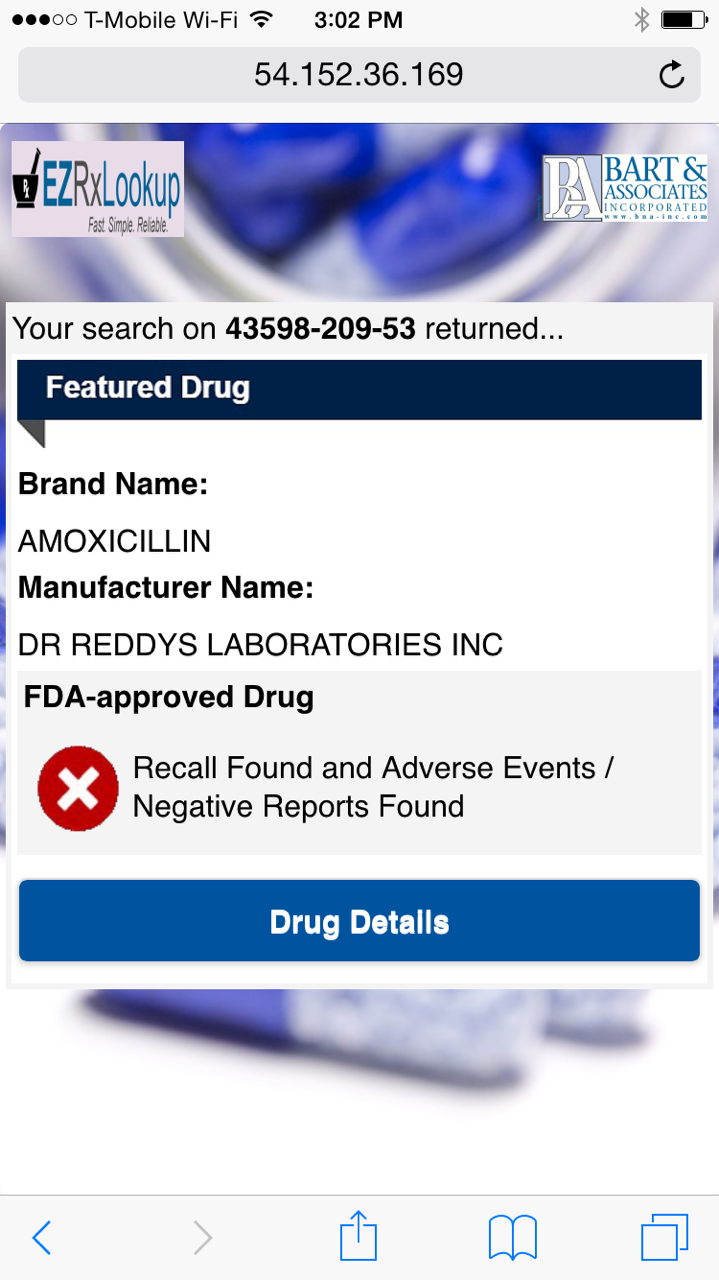 T-Mobile Wi-Fi 3:02 PM
54.152.36.169
EZRxLookup
Fast. Simple. Reliable.
BA
BART &
ASSOCIATES
INCORPORATED
www.bna-inc.com
Your search on 43598-209-53 returned...
Featured Drug
Brand Name:
AMOXICILLIN
Manufacturer Name:
DR REDDYS LABORATORIES INC
FDA-approved Drug
Recall Found and Adverse Events /
Negative Reports Found
Drug Details